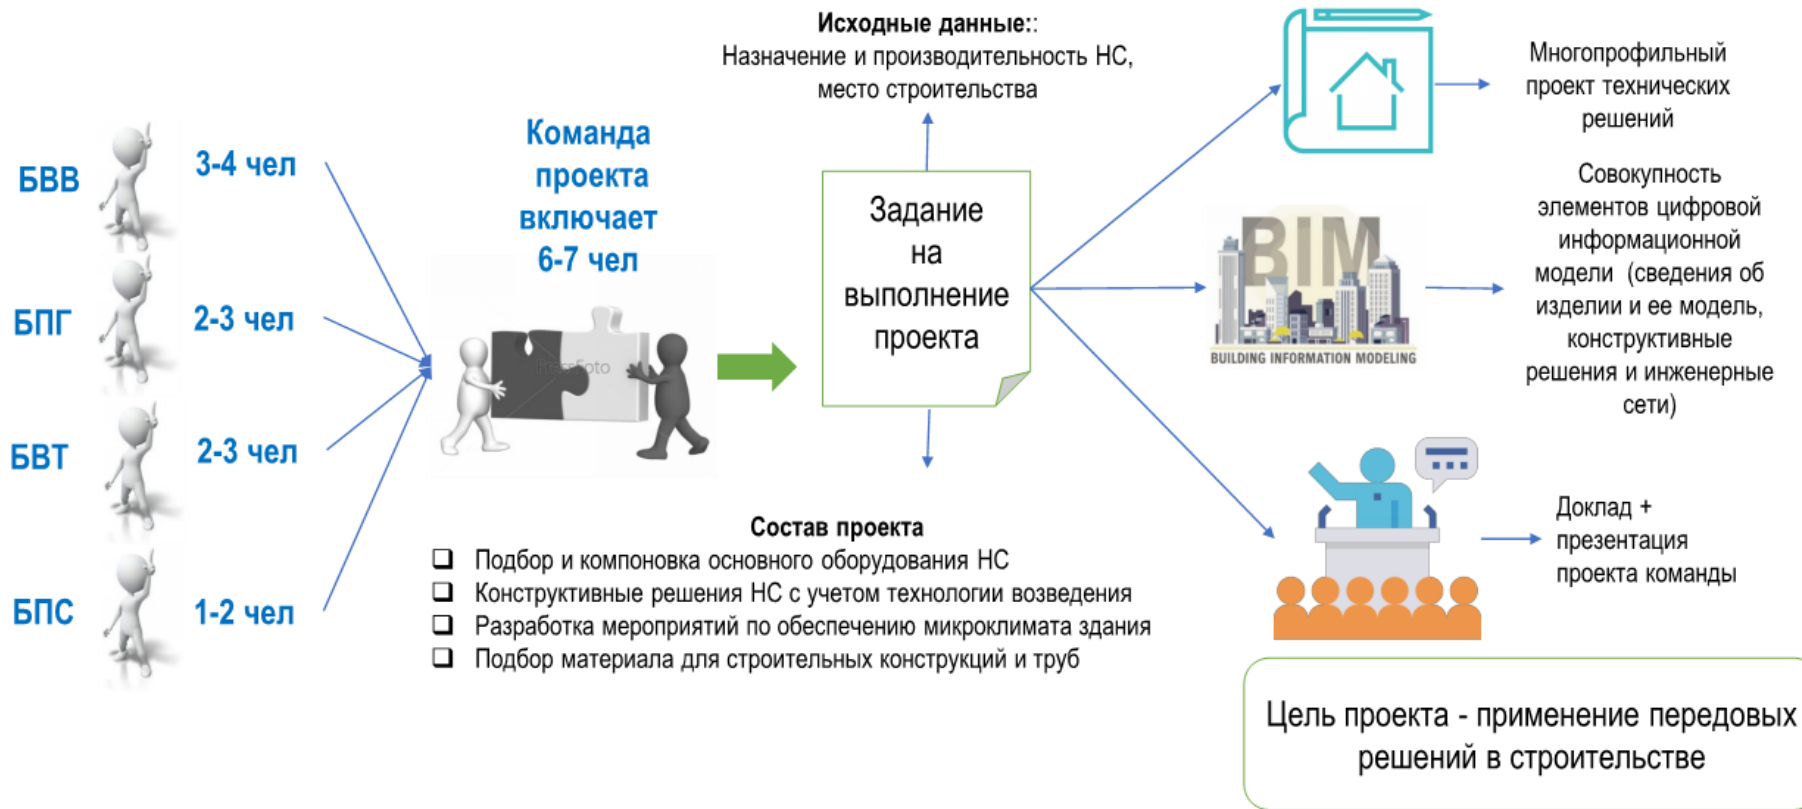 БВВ
3-4 чел
БПГ
2-3 чел
БВТ
2-3 чел
БПС
1-2 чел
Команда
проекта
включает
6-7 чел
PressFoto
Исходные данные::
Назначение и производительность НС,
место строительства
Задание
на
выполнение
проекта
Состав проекта
Подбор и компоновка основного оборудования НС
Конструктивные решения НС с учетом технологии возведения
Разработка мероприятий по обеспечению микроклимата здания
Подбор материала для строительных конструкций и труб
Многопрофильный
проект технических
решений
BIM
BUILDING INFORMATION MODELING
Совокупность
элементов цифровой
информационной
модели (сведения об
изделии и ее модель,
конструктивные
решения и инженерные
сети)
Доклад +
презентация
проекта команды
Цель проекта - применение передовых
решений в строительстве